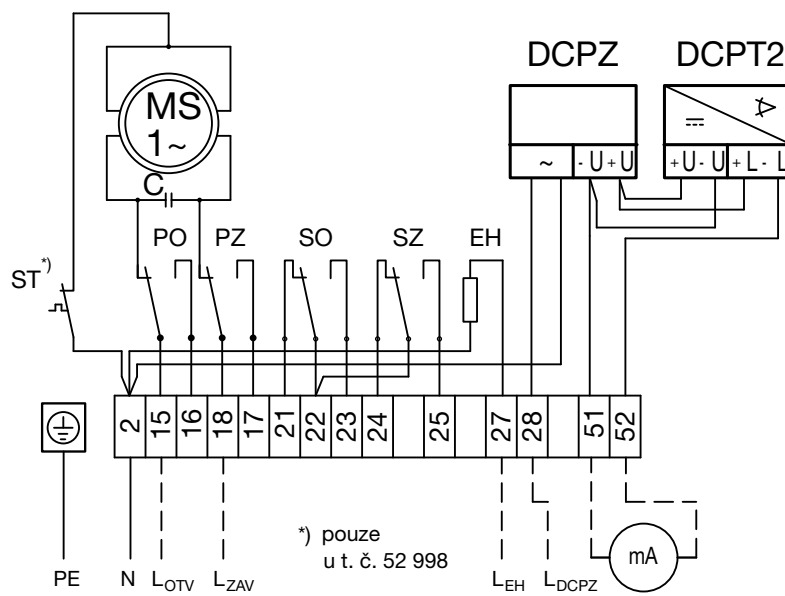 DCPZ DCPT2
MS
1~
C
~ - U + U + U - U + L - L
PO PZ SO SZ EH
ST*)
2 15 16 18 17 21 22 23 24 25 27 28 51 52
*) pouze
u t. č. 52 998
mA
PE N LOTV LZAV LEH LDCPZ